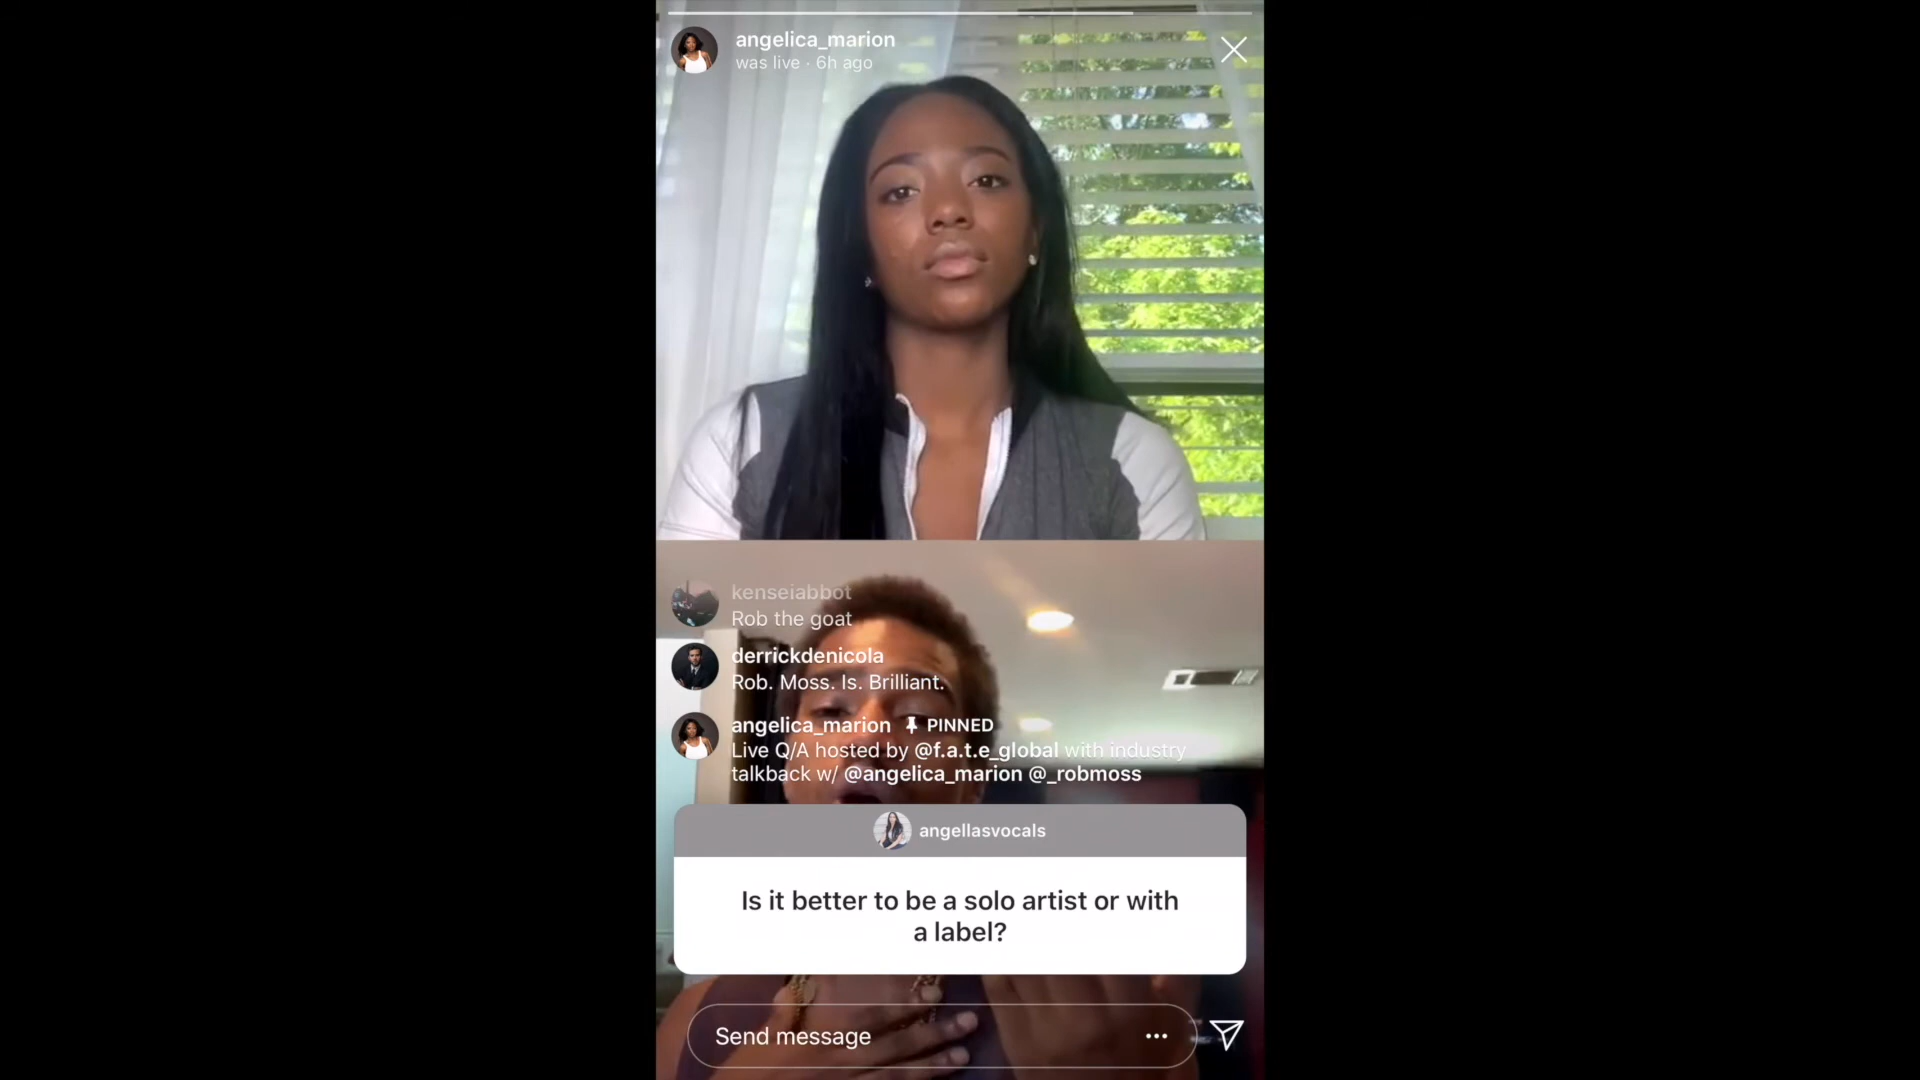 angelica_marion
was live · 6h ago
kenseiabbot
Rob the goat
derrickdenicola
Rob. Moss. Is. Brilliant.
angelica_marion PINNED
Live Q/A hosted by @f.a.t.e_global with industry
talkback w/ @angelica_marion @_robmoss
angellasvocals
Is it better to be a solo artist or with
a label?
Send message